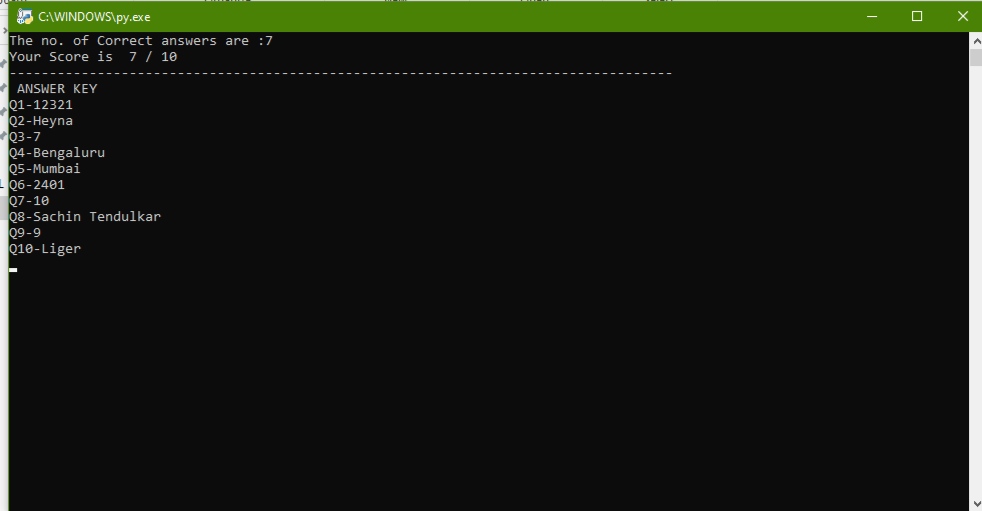 C:\WINDOWS\py.exe
The no. of Correct answers are :7
Your Score is  7 / 10
-----------------------------------------------------------------------------------
 ANSWER KEY
Q1-12321
Q2-Heyna
Q3-7
Q4-Bengaluru
Q5-Mumbai
Q6-2401
Q7-10
Q8-Sachin Tendulkar
Q9-9
Q10-Liger